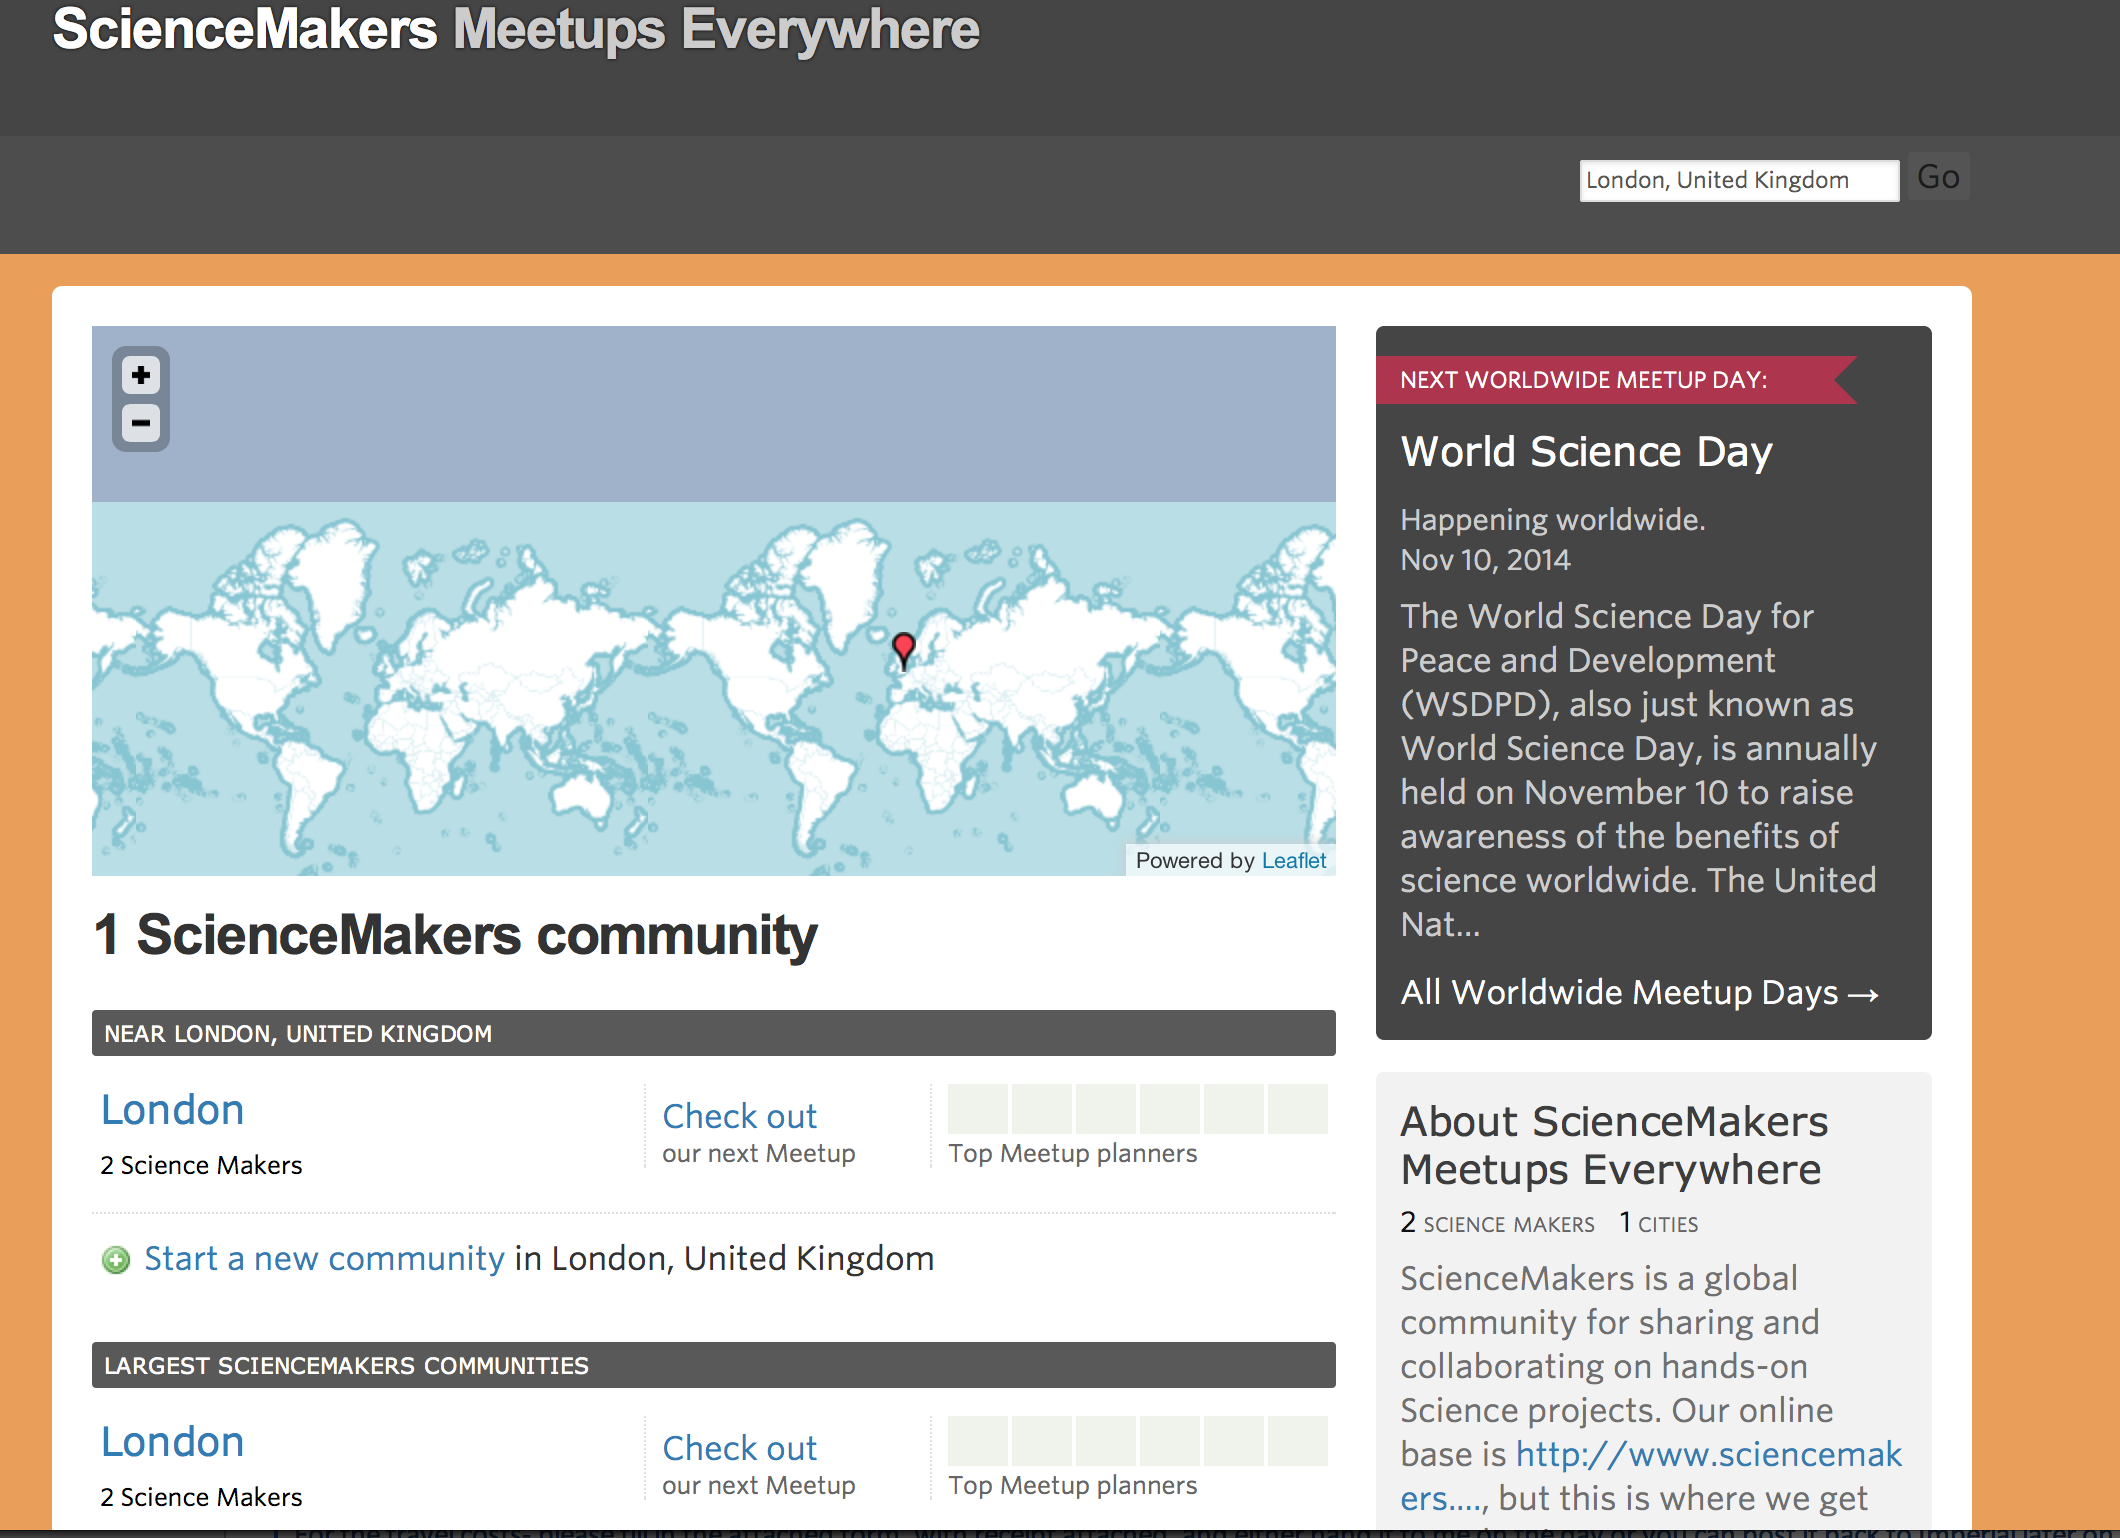 ScienceMakers Meetups Everywhere
London, United Kingdom Go
+
−
Powered by Leaflet
1 ScienceMakers community
NEAR LONDON, UNITED KINGDOM
London
2 Science Makers
Check out
our next Meetup
Top Meetup planners
Start a new community in London, United Kingdom
LARGEST SCIENCEMAKERS COMMUNITIES
London
2 Science Makers
Check out
our next Meetup
Top Meetup planners
NEXT WORLDWIDE MEETUP DAY:
World Science Day
Happening worldwide.
Nov 10, 2014
The World Science Day for
Peace and Development
(WSDPD), also just known as
World Science Day, is annually
held on November 10 to raise
awareness of the benefits of
science worldwide. The United
Nat...
All Worldwide Meetup Days →
About ScienceMakers
Meetups Everywhere
2 SCIENCE MAKERS 1 CITIES
ScienceMakers is a global
community for sharing and
collaborating on hands-on
Science projects. Our online
base is http://www.sciencemak
ers...., but this is where we get